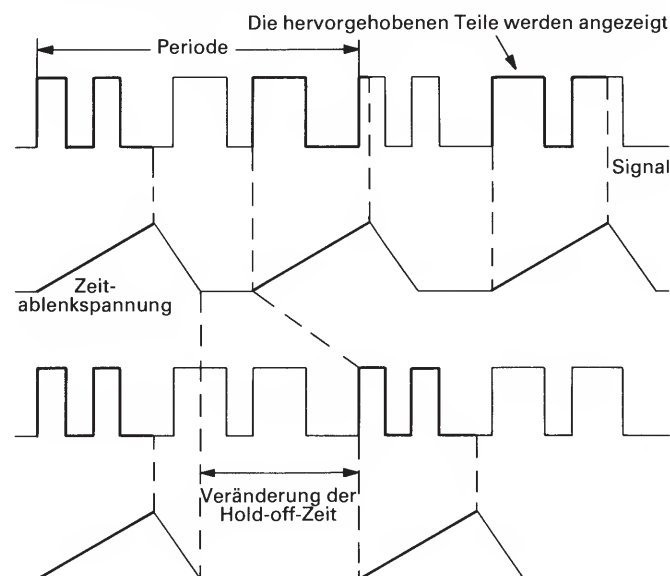 Die hervorgehobenen Teile werden angezeigt
Periode
Signal
Zeit-
ablenkspannung
Veränderung der
Hold-off-Zeit